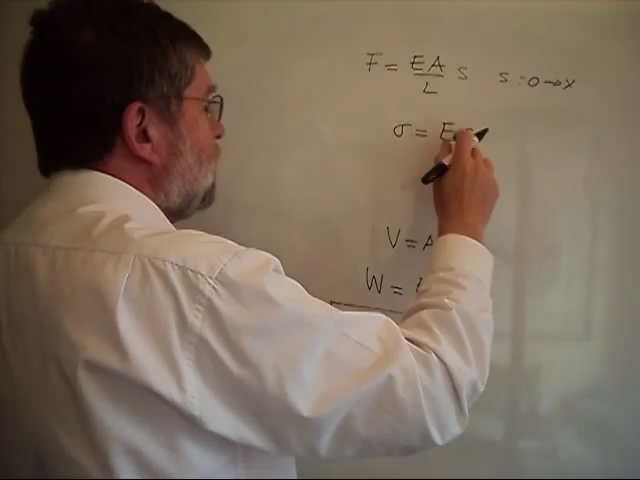 F = EA/L s    s : 0 → x
σ = E
V = A
W =